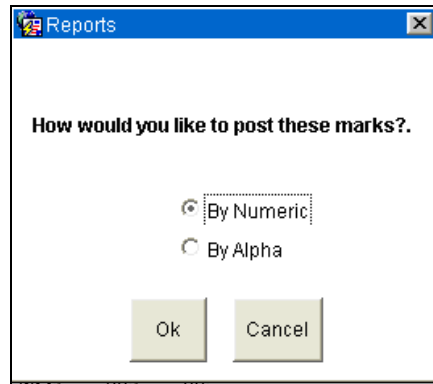 Reports
How would you like to post these marks?.
By Numeric
By Alpha
Ok Cancel